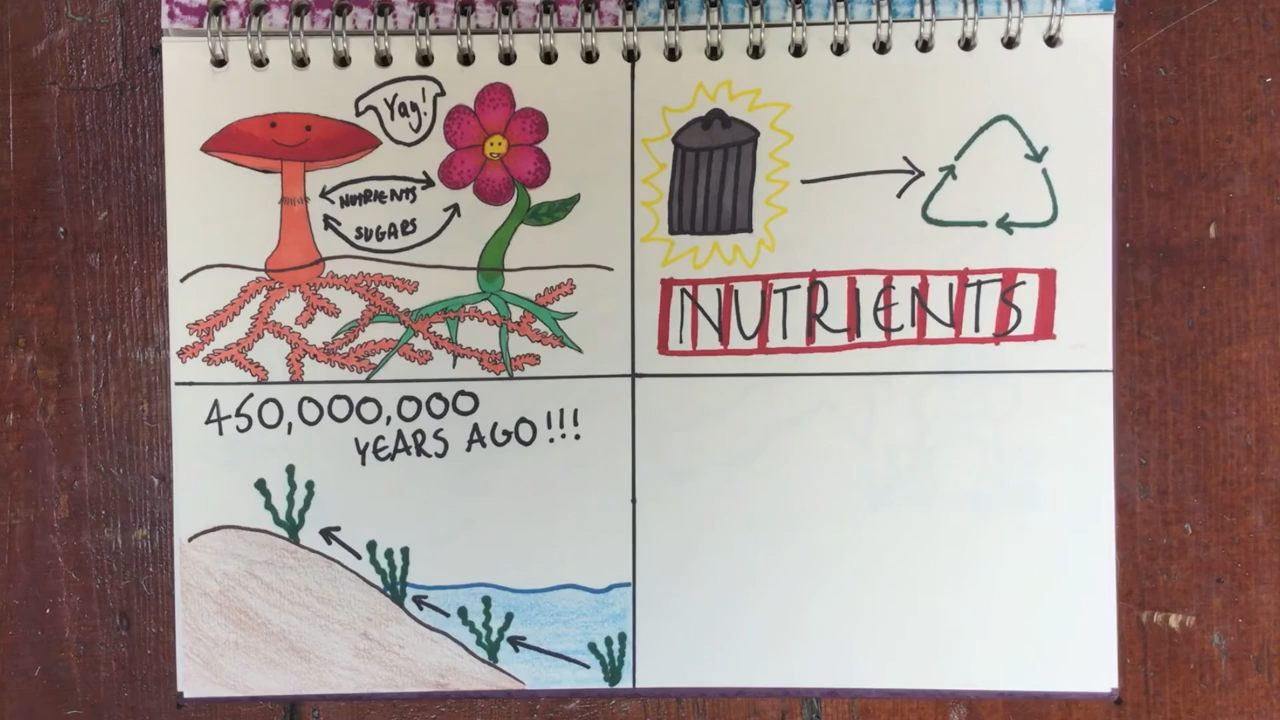 Yay!
NUTRIENTS
SUGARS
NUTRIENTS
450,000,000
YEARS AGO!!!